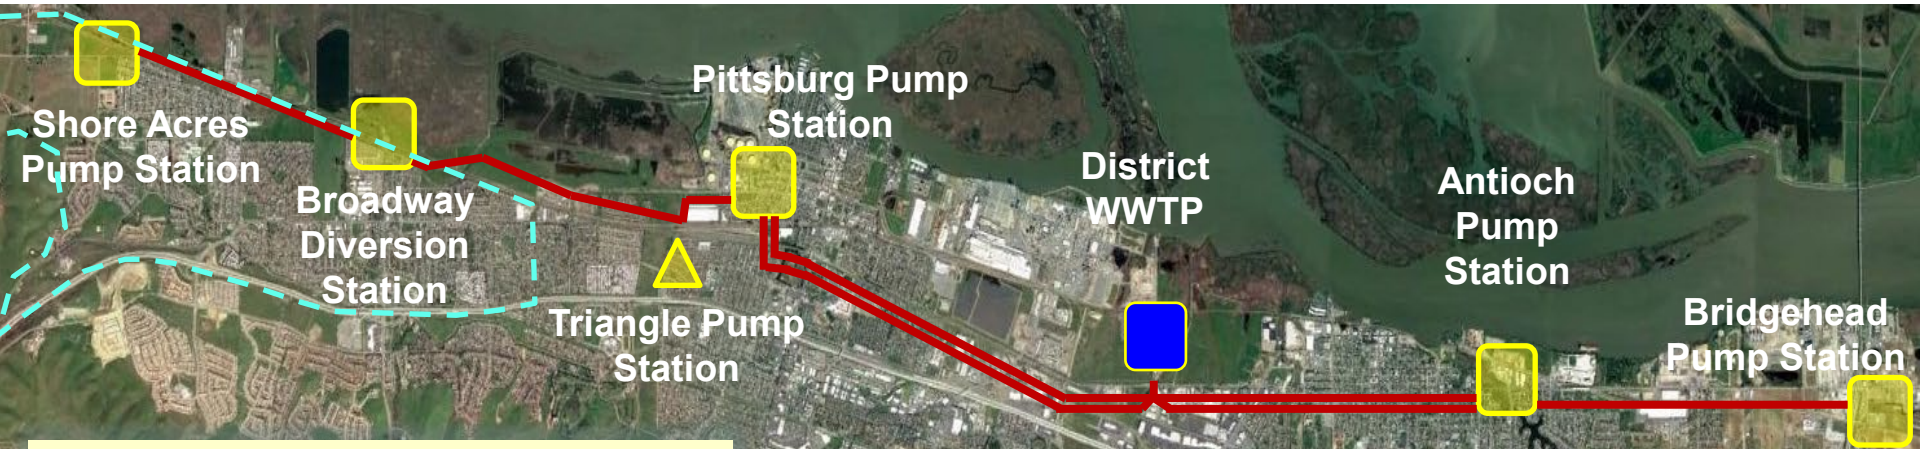 Shore Acres
Pump Station
Broadway
Diversion
Station
Triangle Pump
Station
Pittsburg Pump
Station
District
WWTP
Antioch
Pump
Station
Bridgehead
Pump Station